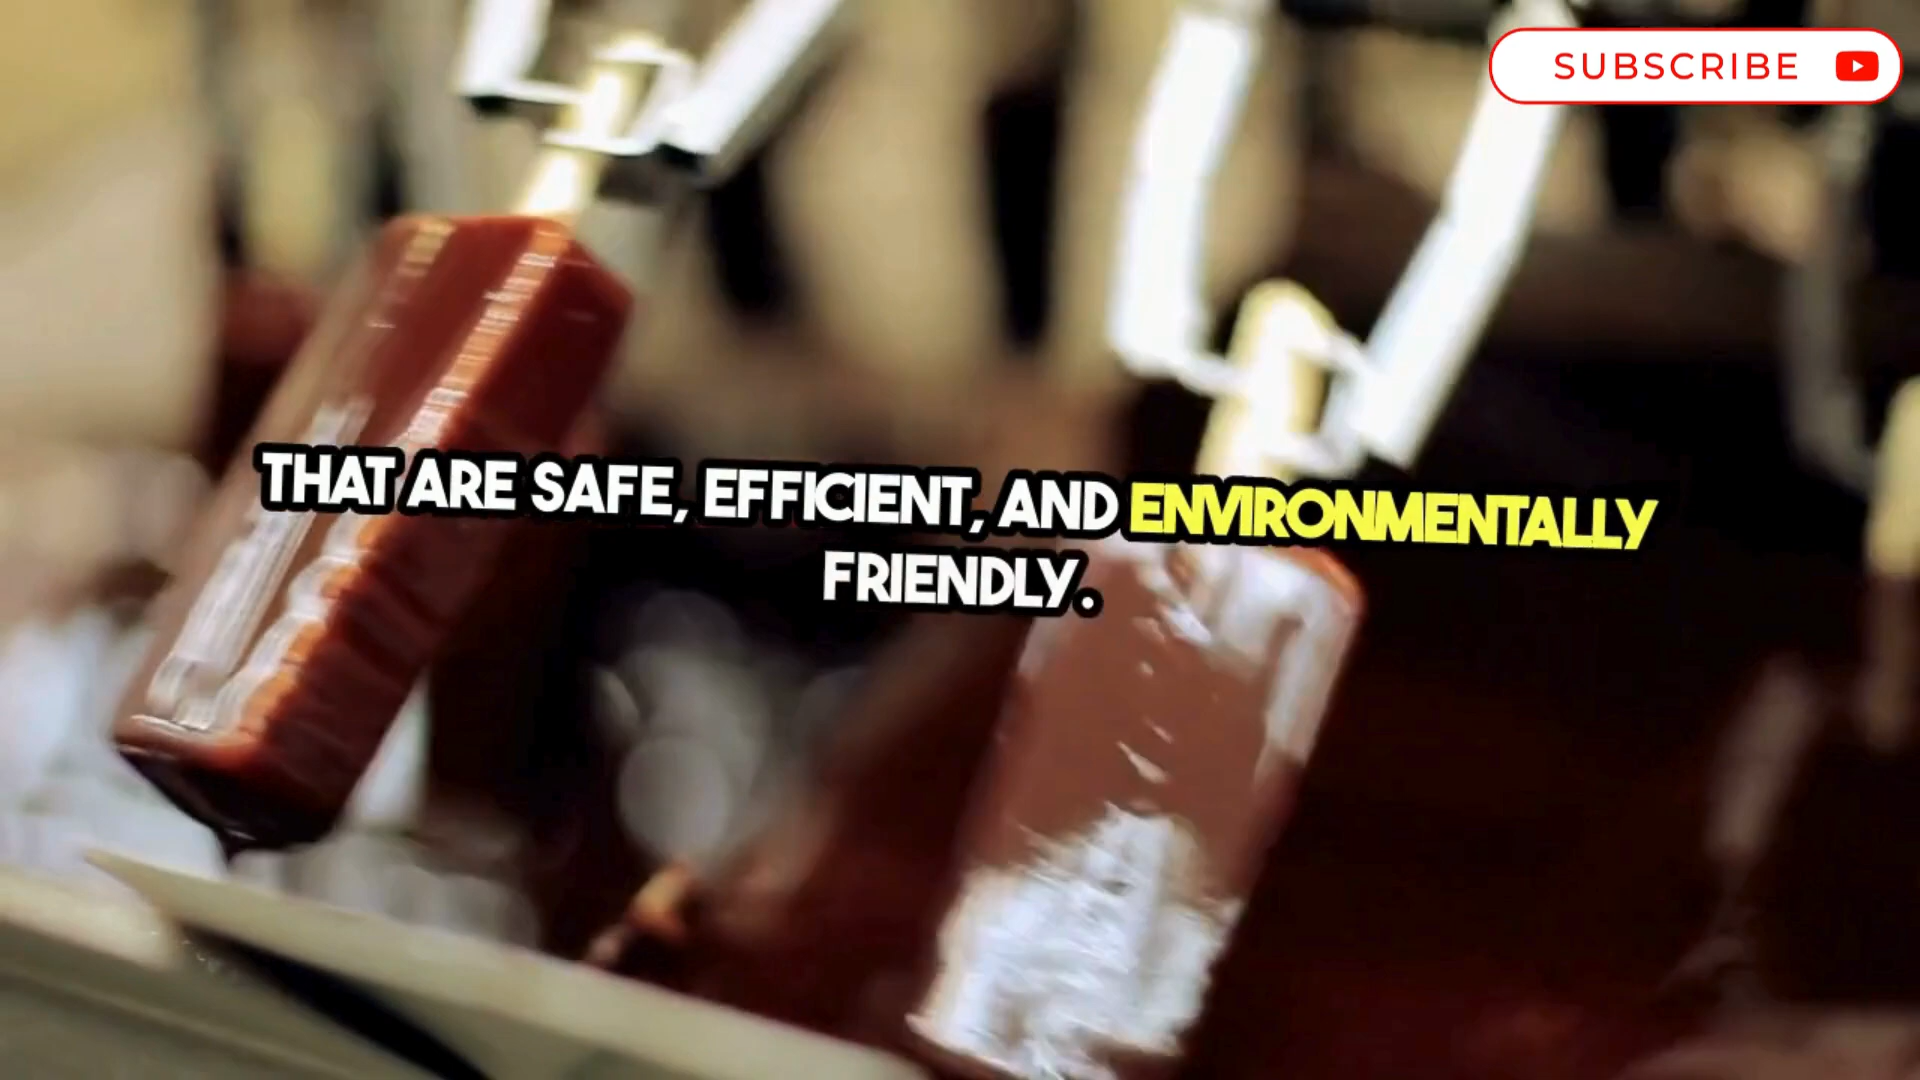 SUBSCRIBE
THAT ARE SAFE, EFFICIENT, AND ENVIRONMENTALLY
FRIENDLY.